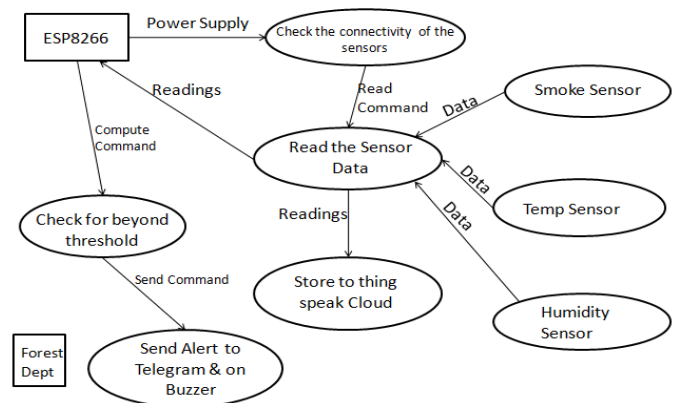 ESP8266
Power Supply
Check the connectivity of the
sensors
Readings
Read
Command
Data
Smoke Sensor
Compute
Command
Read the Sensor
Data
Data
Temp Sensor
Data
Check for beyond
threshold
Readings
Send Command
Store to thing
speak Cloud
Humidity
Sensor
Forest
Dept
Send Alert to
Telegram & on
Buzzer